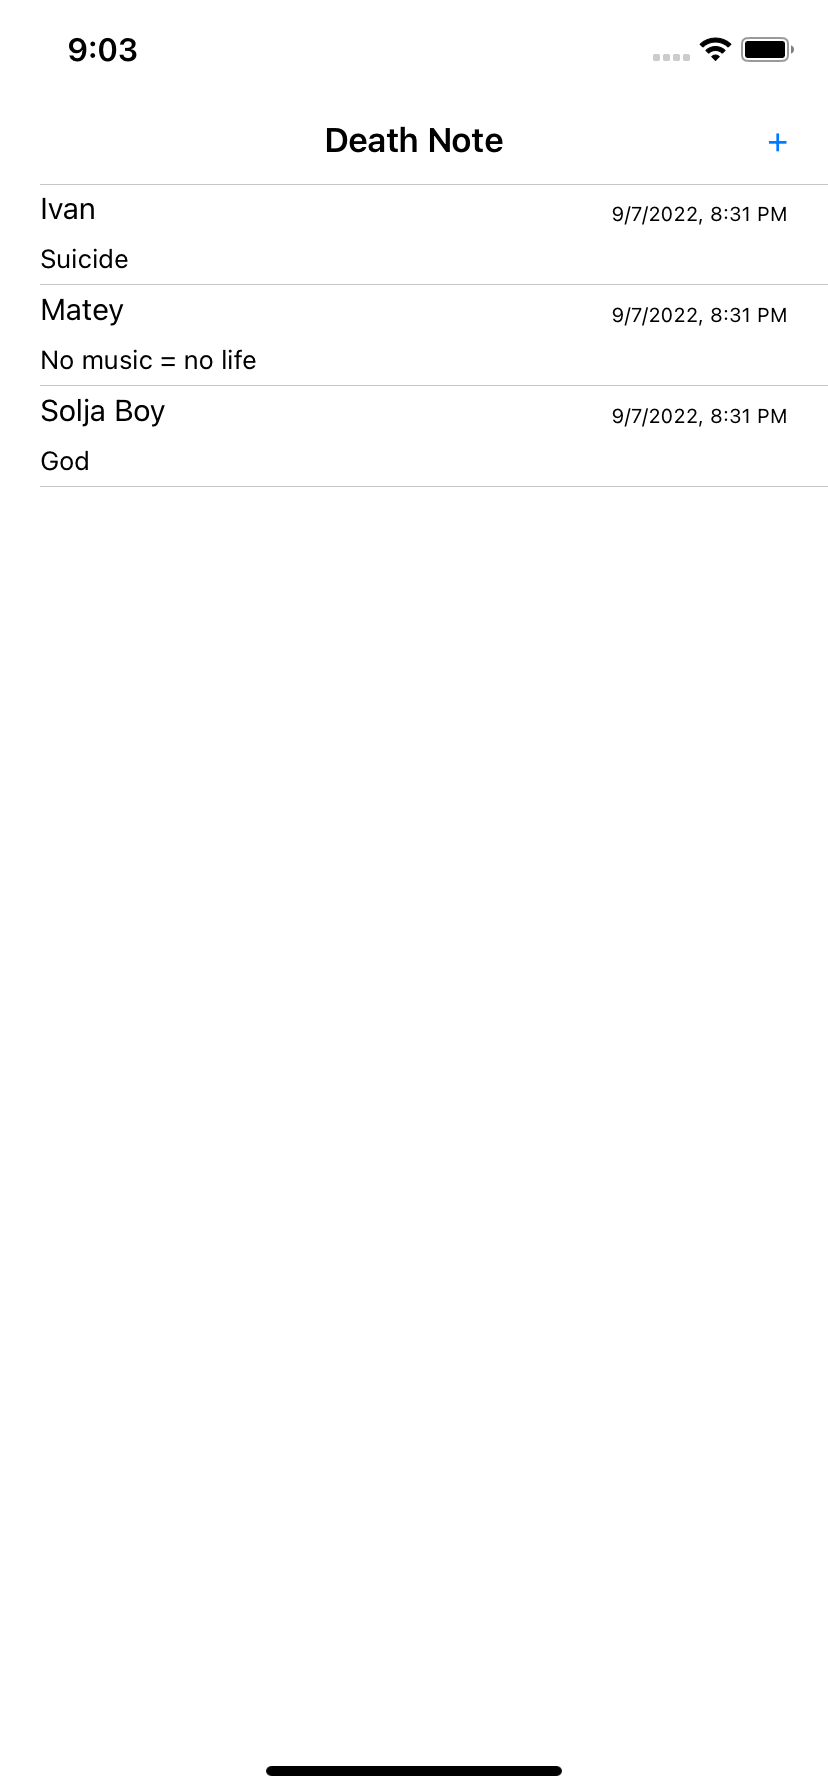 9:03
Death Note
+
Ivan
9/7/2022, 8:31 PM
Suicide
Matey
9/7/2022, 8:31 PM
No music = no life
Solja Boy
9/7/2022, 8:31 PM
God